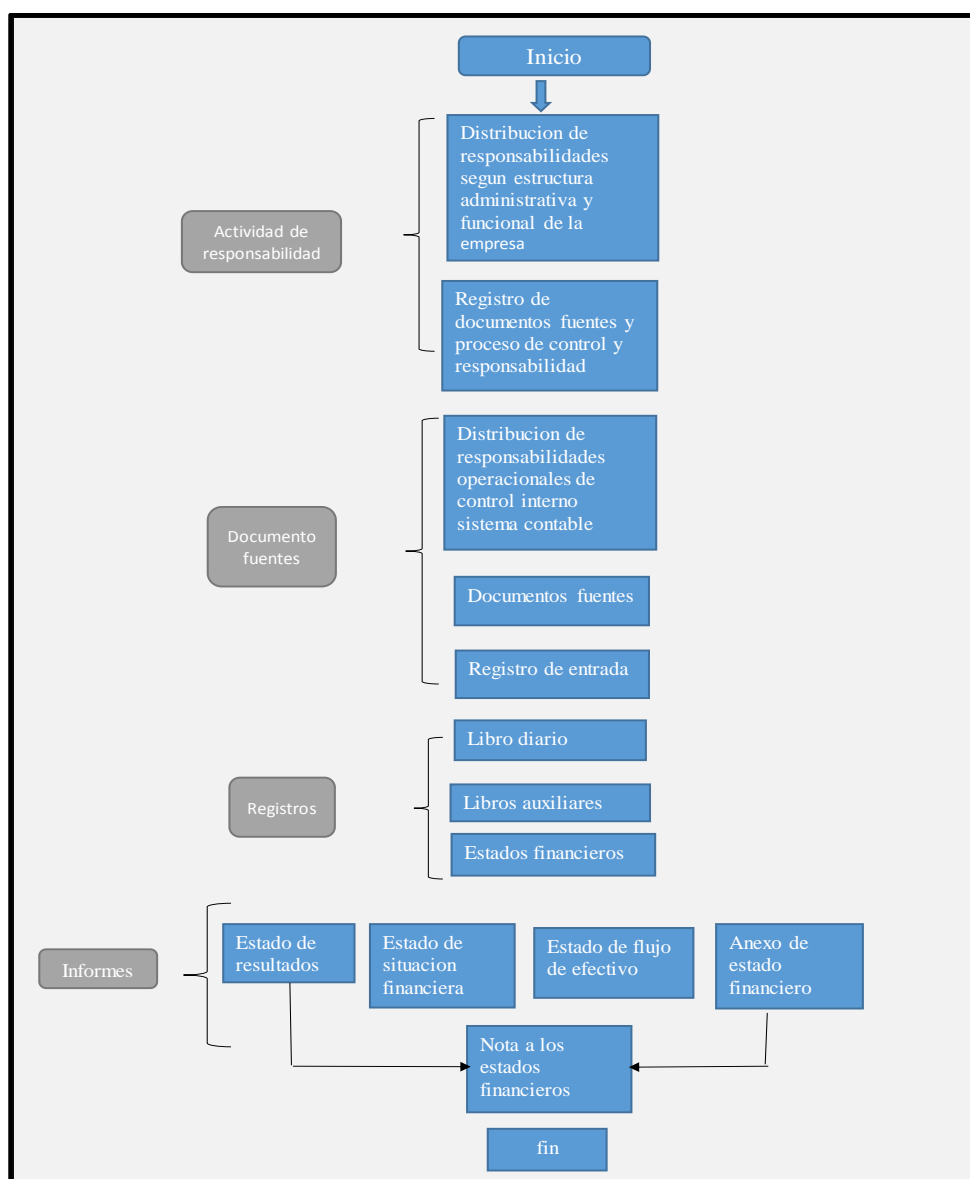 Inicio
Distribucion de
responsabilidades
segun estructura
administrativa y
funcional de la
empresa
Actividad de
responsabilidad
Registro de
documentos fuentes y
proceso de control y
responsabilidad
Distribucion de
responsabilidades
operacionales de
control interno
sistema contable
Documento
fuentes
Documentos fuentes
Registro de entrada
Libro diario
Registros
Libros auxiliares
Estados financieros
Informes
Estado de
resultados
Estado de
situacion
financiera
Estado de flujo
de efectivo
Anexo de
estado
financiero
Nota a los
estados
financieros
fin